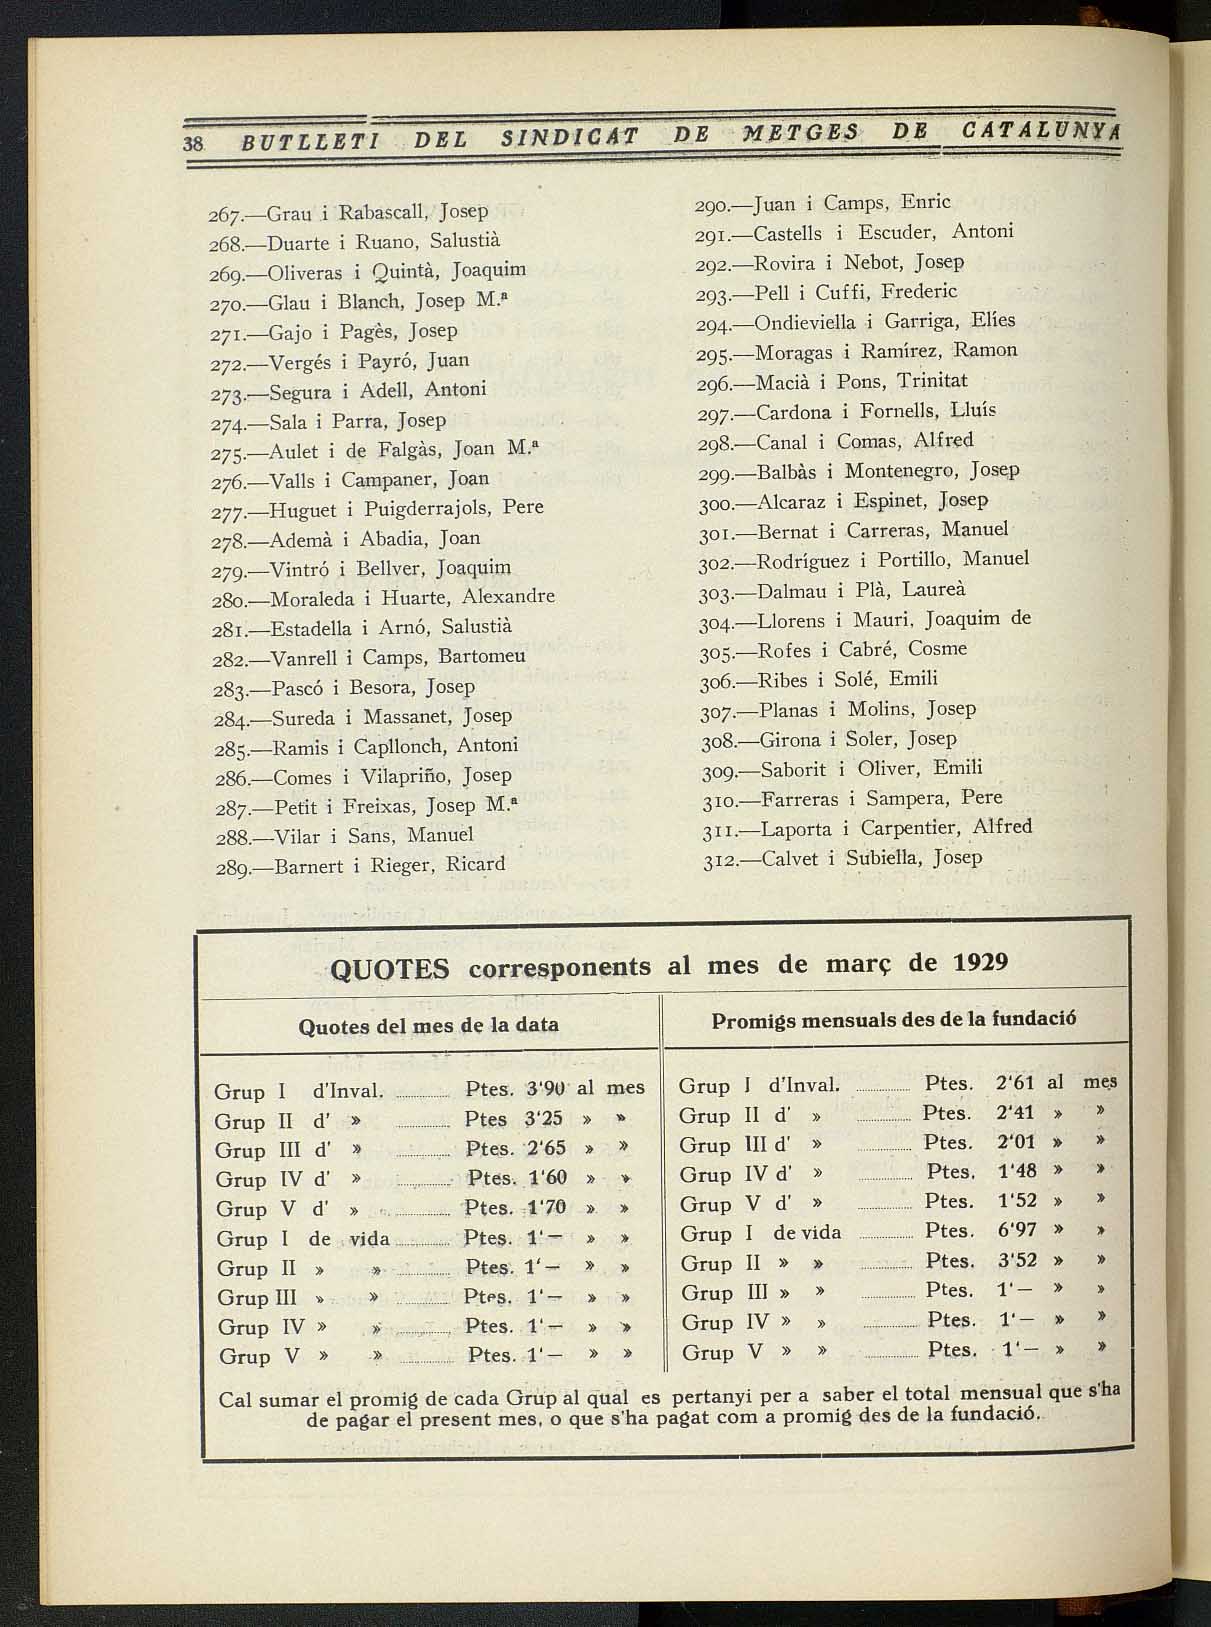 38 BUTLLETI DEL SINDICAT DE METGES DE CATALUNYA
267.—Grau i Rabascall, Josep
268.—Duarte i Ruano, Salustià
269.—Oliveras i Quintà, Joaquim
270.—Glau i Blanch, Josep M.ª
271.—Gajo i Pagès, Josep
272.—Vergés i Payró, Juan
273.—Segura i Adell, Antoni
274.—Sala i Parra, Josep
275.—Aulet i de Falgàs, Joan M.ª
276.—Valls i Campaner, Joan
277.—Huguet i Puigderrajols, Pere
278.—Ademà i Abadia, Joan
279.—Vintró i Bellver, Joaquim
280.—Moraleda i Huarte, Alexandre
281.—Estadella i Arnó, Salustià
282.—Vanrell i Camps, Bartomeu
283.—Pascó i Besora, Josep
284.—Sureda i Massanet, Josep
285.—Ramis i Capllonch, Antoni
286.—Comes i Vilapriño, Josep
287.—Petit i Freixas, Josep M.ª
288.—Vilar i Sans, Manuel
289.—Barnert i Rieger, Ricard
290.—Juan i Camps, Enric
291.—Castells i Escuder, Antoni
292.—Rovira i Nebot, Josep
293.—Pell i Cuffi, Frederic
294.—Ondieviella i Garriga, Elíes
295.—Moragas i Ramírez, Ramon
296.—Macià i Pons, Trinitat
297.—Cardona i Fornells, Lluís
298.—Canal i Comas, Alfred
299.—Balbàs i Montenegro, Josep
300.—Alcaraz i Espinet, Josep
301.—Bernat i Carreras, Manuel
302.—Rodríguez i Portillo, Manuel
303.—Dalmau i Plà, Laureà
304.—Llorens i Mauri, Joaquim de
305.—Rofes i Cabré, Cosme
306.—Ribes i Solé, Emili
307.—Planas i Molins, Josep
308.—Girona i Soler, Josep
309.—Saborit i Oliver, Emili
310.—Farreras i Sampera, Pere
311.—Laporta i Carpentier, Alfred
312.—Calvet i Subiella, Josep
QUOTES corresponents al mes de març de 1929
Quotes del mes de la data
Grup I d'Inval. ........ Ptes. 3'90 al mes
Grup II d' » ........ Ptes 3'25 » »
Grup III d' » ........ Ptes. 2'65 » »
Grup IV d' » ........ Ptes. 1'60 » »
Grup V d' » ........ Ptes. 1'70 » »
Grup I de vida ........ Ptes. 1'— » »
Grup II » » ........ Ptes. 1'— » »
Grup III » » ........ Ptes. 1'— » »
Grup IV » » ........ Ptes. 1'— » »
Grup V » » ........ Ptes. 1'— » »
Promigs mensuals des de la fundació
Grup I d'Inval. ........ Ptes. 2'61 al mes
Grup II d' » ........ Ptes. 2'41 » »
Grup III d' » ........ Ptes. 2'01 » »
Grup IV d' » ........ Ptes. 1'48 » »
Grup V d' » ........ Ptes. 1'52 » »
Grup I de vida ........ Ptes. 6'97 » »
Grup II » » ........ Ptes. 3'52 » »
Grup III » » ........ Ptes. 1'— » »
Grup IV » » ........ Ptes. 1'— » »
Grup V » » ........ Ptes. 1'— » »
Cal sumar el promig de cada Grup al qual es pertanyi per a saber el total mensual que s'ha
de pagar el present mes, o que s'ha pagat com a promig des de la fundació.